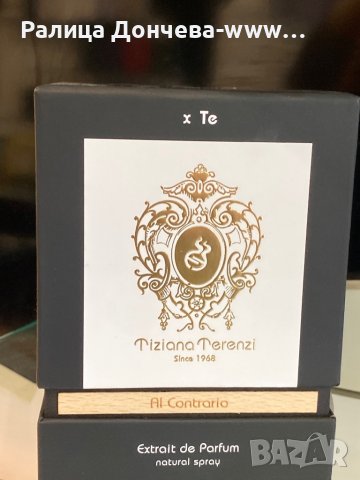 Ралица Дончева-www...
x Te
Tiziana Terenzi
Since 1968
Al Contrario
Extrait de Parfum
natural spray
BAZAR